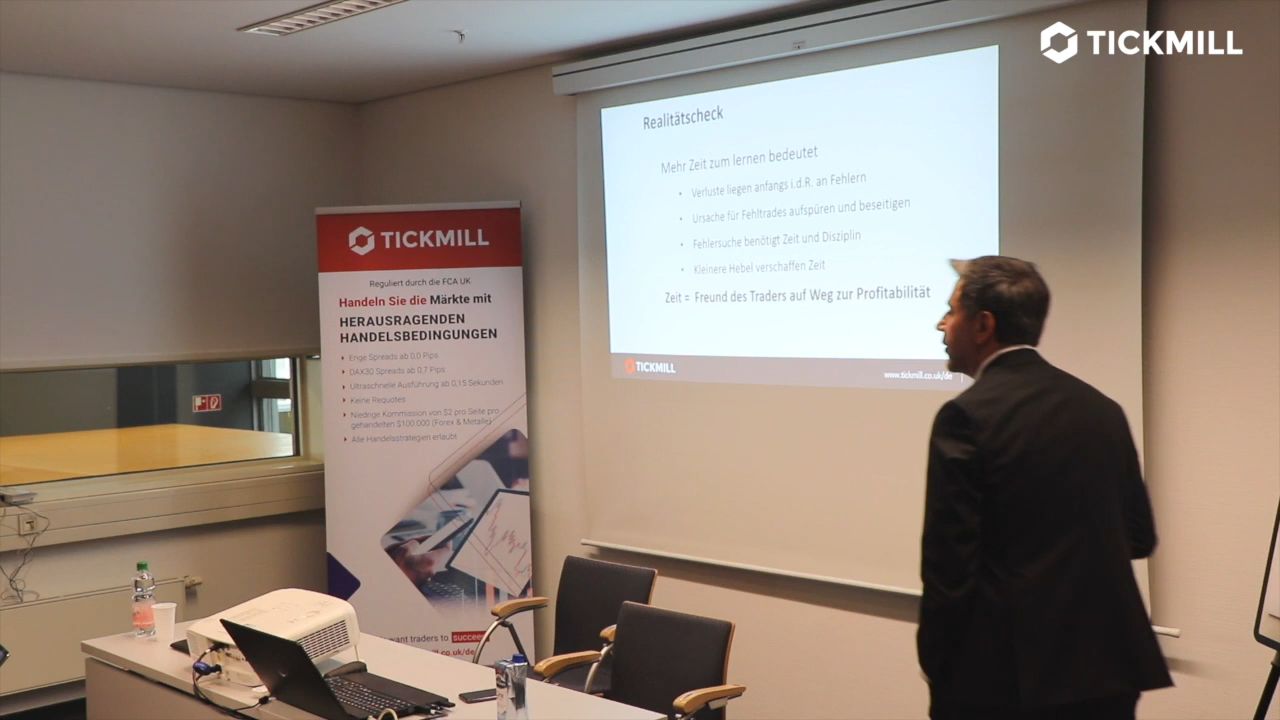 TICKMILL
Realitätscheck
Mehr Zeit zum lernen bedeutet
• Verluste liegen anfangs i.d.R. an Fehlern
• Ursache für Fehltrades aufspüren und beseitigen
• Fehlersuche benötigt Zeit und Disziplin
• Kleinere Hebel verschaffen Zeit
Zeit = Freund des Traders auf Weg zur Profitabilität
TICKMILL
www.tickmill.co.uk/de
TICKMILL
Reguliert durch die FCA UK
Handeln Sie die Märkte mit
HERAUSRAGENDEN
HANDELSBEDINGUNGEN
Enge Spreads ab 0,0 Pips
DAX30 Spreads ab 0,7 Pips
Ultraschnelle Ausführung ab 0,15 Sekunden
Keine Requotes
Niedrige Kommission von $2 pro Seite pro
gehandelten $100.000 (Forex & Metalle)
Alle Handelsstrategien erlaubt
traders to